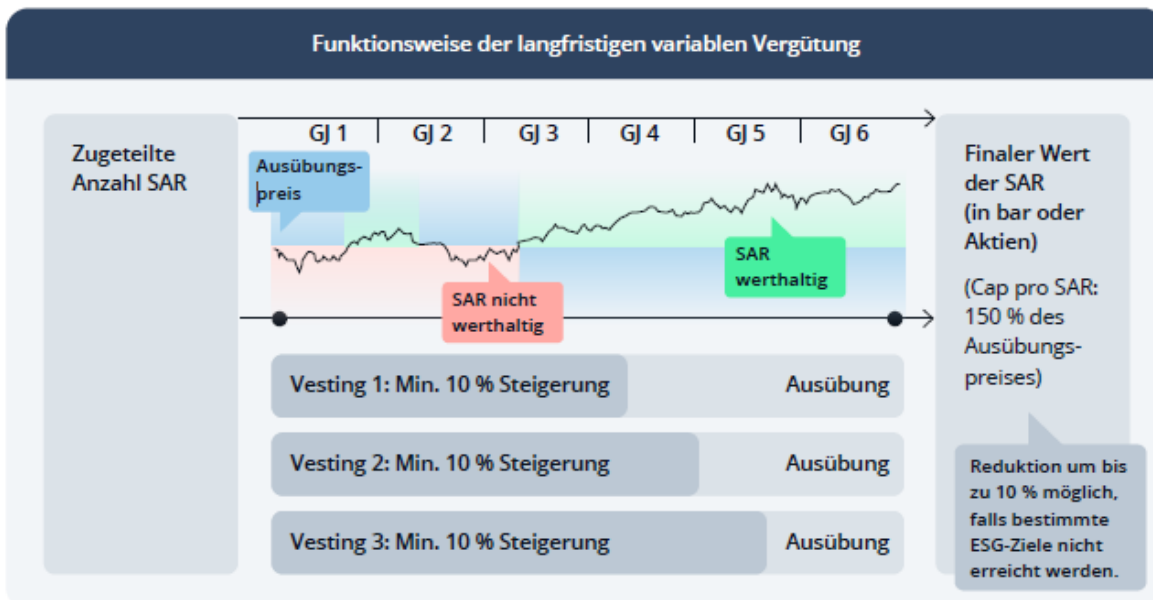 Funktionsweise der langfristigen variablen Vergütung
Zugeteilte
Anzahl SAR
GJ 1
GJ 2
GJ 3
GJ 4
GJ 5
GJ 6
Ausübungs-
preis
SAR nicht
werthaltig
SAR
werthaltig
Vesting 1: Min. 10 % Steigerung
Ausübung
Vesting 2: Min. 10 % Steigerung
Ausübung
Vesting 3: Min. 10 % Steigerung
Ausübung
Finaler Wert
der SAR
(in bar oder
Aktien)
(Cap pro SAR:
150 % des
Ausübungs-
preises)
Reduktion um bis
zu 10 % möglich,
falls bestimmte
ESG-Ziele nicht
erreicht werden.